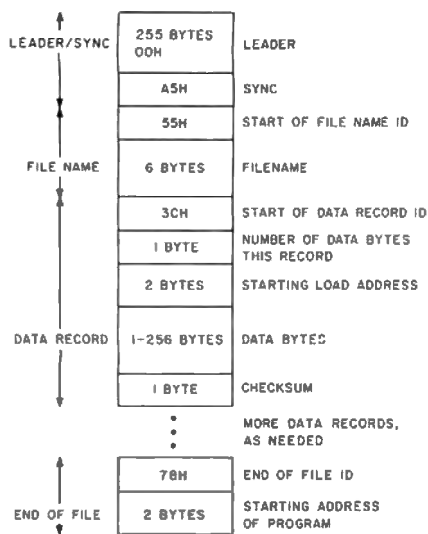 LEADER/SYNC
255 BYTES
00H
LEADER
A5H
SYNC
55H
START OF FILE NAME ID
FILE NAME
6 BYTES
FILENAME
3CH
START OF DATA RECORD ID
1 BYTE
NUMBER OF DATA BYTES
THIS RECORD
2 BYTES
STARTING LOAD ADDRESS
DATA RECORD
1-256 BYTES
DATA BYTES
1 BYTE
CHECKSUM
MORE DATA RECORDS,
AS NEEDED
78H
END OF FILE ID
END OF FILE
2 BYTES
STARTING ADDRESS
OF PROGRAM